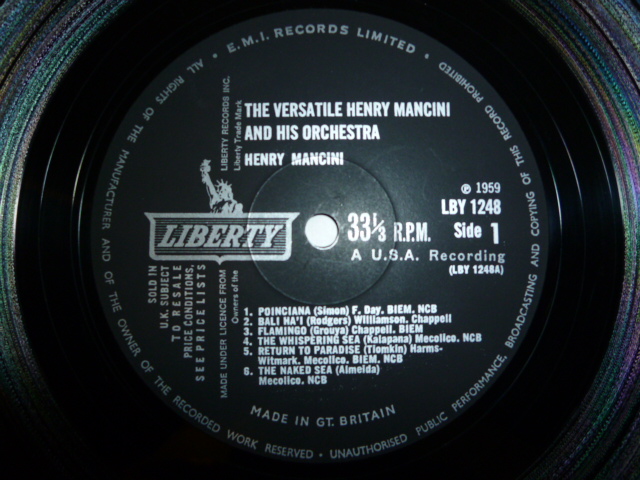 E.M.I. RECORDS LIMITED •
ALL RIGHTS OF THE MANUFACTURER AND OF THE OWNER OF THE RECORDED WORK RESERVED • UNAUTHORISED PUBLIC PERFORMANCE, BROADCASTING AND COPYING OF THIS RECORD PROHIBITED
THE VERSATILE HENRY MANCINI
AND HIS ORCHESTRA
HENRY MANCINI
LIBERTY RECORDS INC.
Liberty Trade Mark
LIBERTY
℗ 1959
LBY 1248
33⅓ R.P.M.
Side 1
A U.S.A. Recording
(LBY 1248A)
SOLD IN
U.K. SUBJECT
TO RESALE
PRICE CONDITIONS,
SEE PRICE LISTS
MADE UNDER LICENCE FROM
Owners of the
1. POINCIANA (Simon) F. Day. BIEM. NCB
2. BALI HA'I (Rodgers) Williamson. Chappell
3. FLAMINGO (Grouya) Chappell. BIEM
4. THE WHISPERING SEA (Kalapana) Mecolico. NCB
5. RETURN TO PARADISE (Tiomkin) Harms-
Witmark. Mecolico. BIEM. NCB
6. THE NAKED SEA (Almeida)
Mecolico. NCB
MADE IN GT. BRITAIN